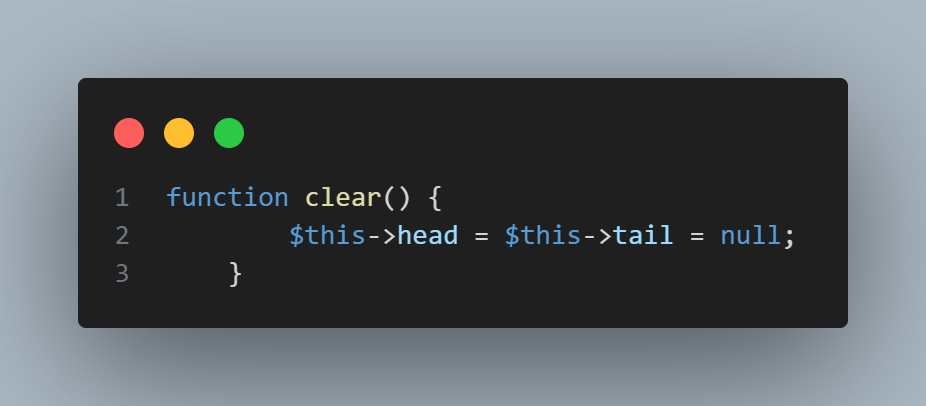 1 function clear() {
2 $this->head = $this->tail = null;
3 }